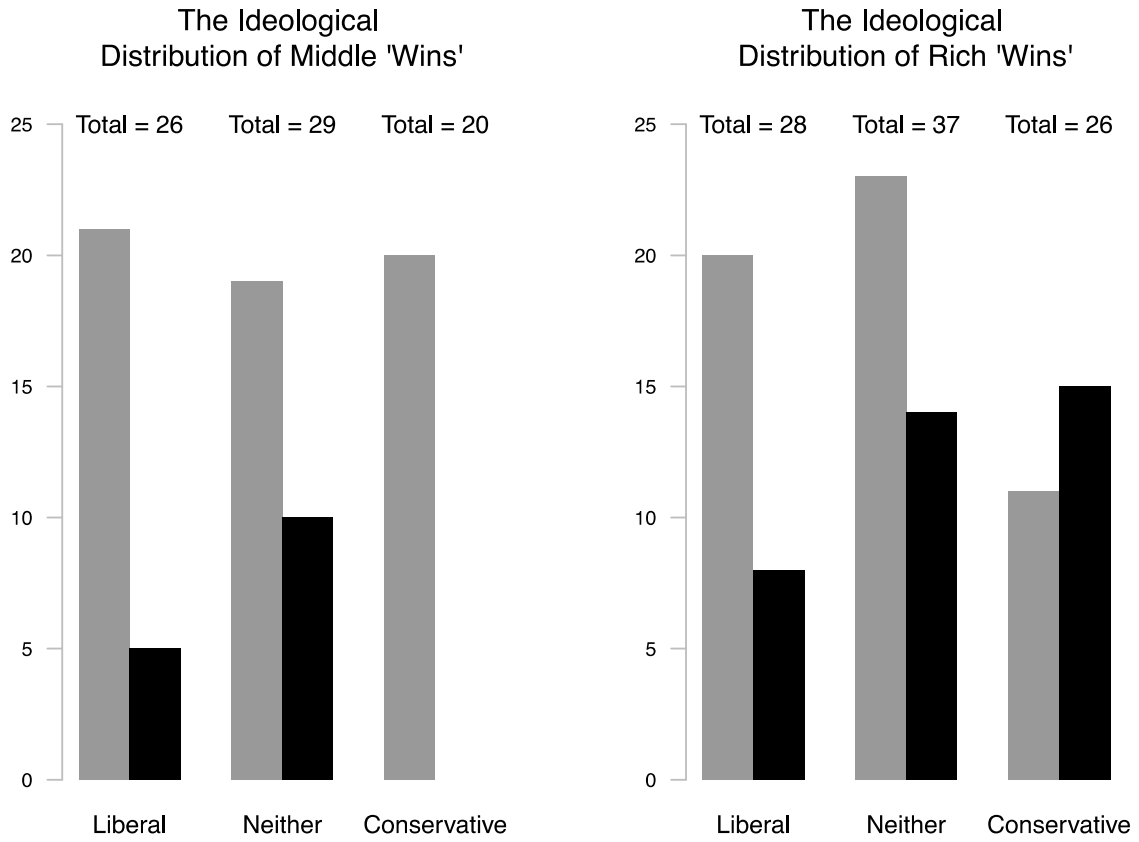 The Ideological
Distribution of Middle 'Wins'
25
Total = 26
Total = 29
Total = 20
20
15
10
5
0
Liberal
Neither
Conservative
The Ideological
Distribution of Rich 'Wins'
25
Total = 28
Total = 37
Total = 26
20
15
10
5
0
Liberal
Neither
Conservative